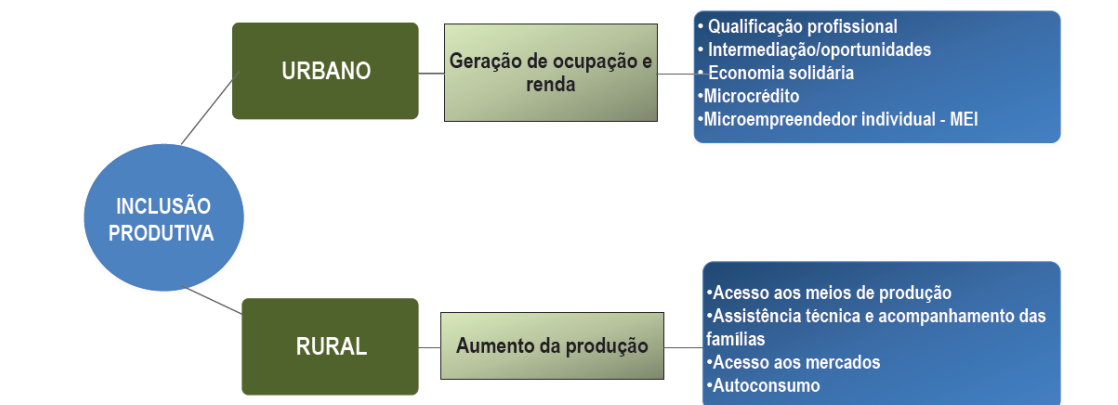 INCLUSÃO
PRODUTIVA
URBANO
Geração de ocupação e
renda
• Qualificação profissional
• Intermediação/oportunidades
• Economia solidária
•Microcrédito
•Microempreendedor individual - MEI
RURAL
Aumento da produção
•Acesso aos meios de produção
•Assistência técnica e acompanhamento das
famílias
•Acesso aos mercados
•Autoconsumo